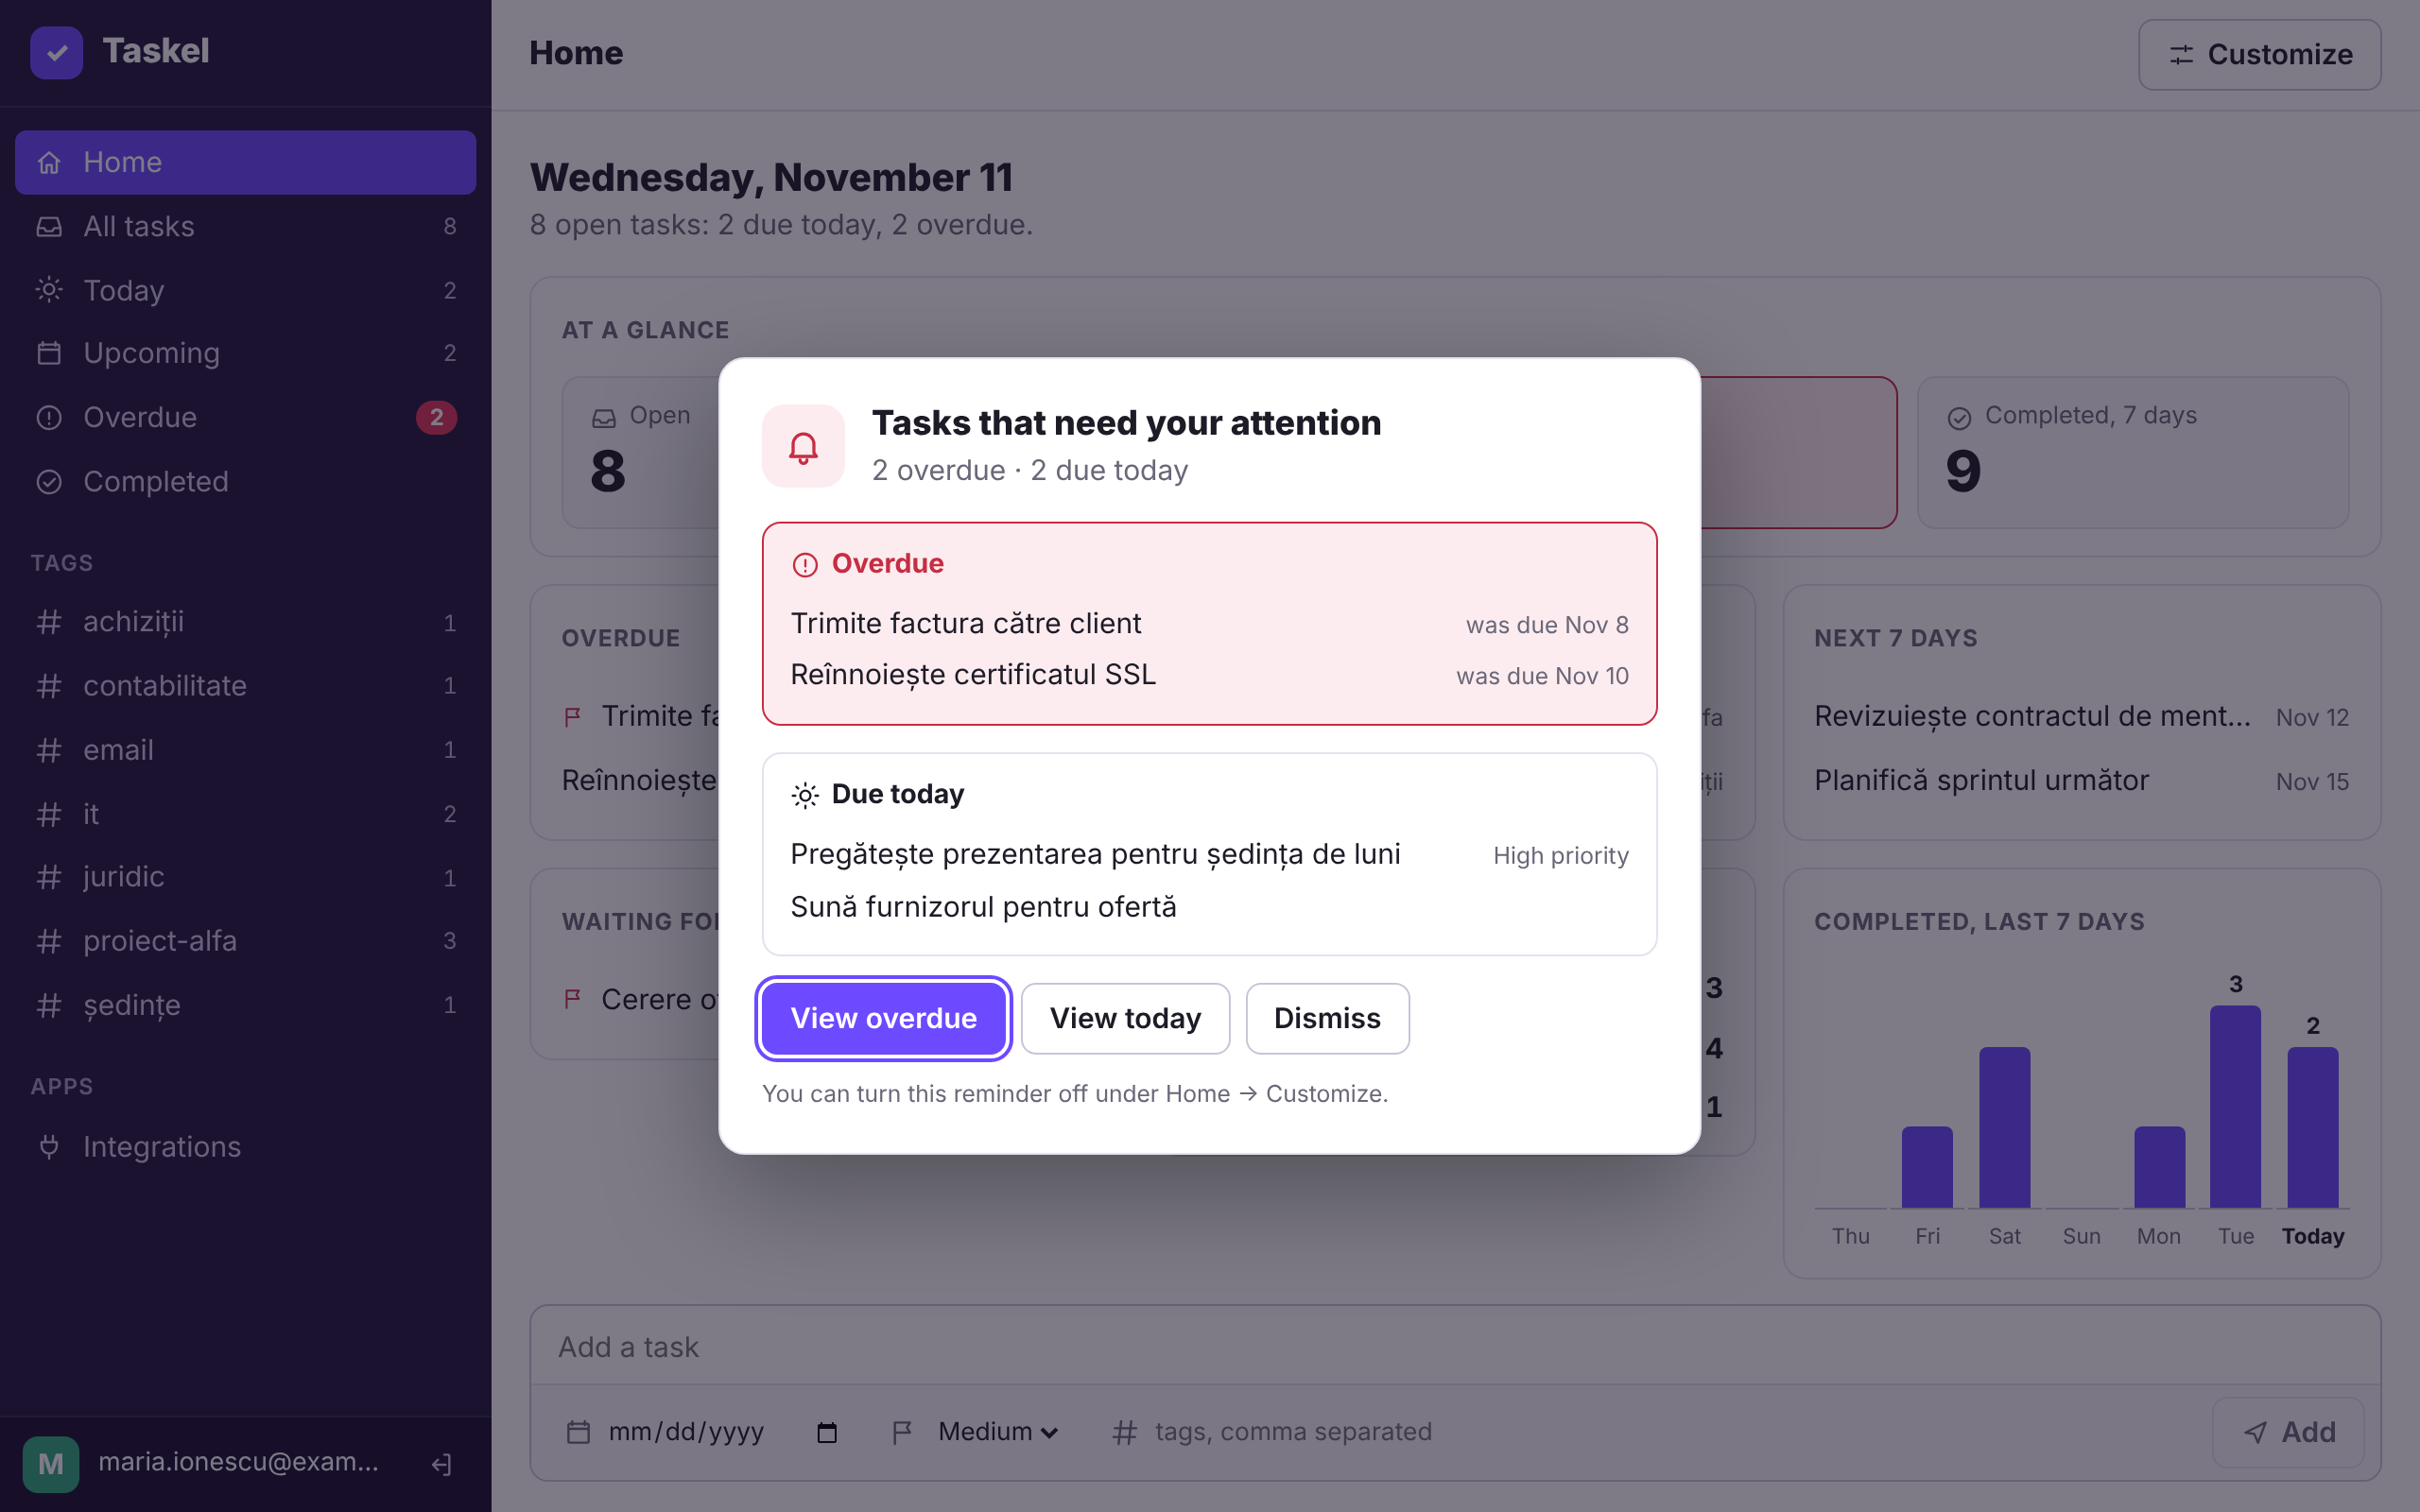 Taskel
Home
All tasks 8
Today 2
Upcoming 2
Overdue 2
Completed
TAGS
achiziții 1
contabilitate 1
email 1
it 2
juridic 1
proiect-alfa 3
ședințe 1
APPS
Integrations
M maria.ionescu@exam...
Home
Customize
Wednesday, November 11
8 open tasks: 2 due today, 2 overdue.
AT A GLANCE
Open
8
Completed, 7 days
9
OVERDUE
Trimite fa
Reînnoiește
NEXT 7 DAYS
Revizuiește contractul de ment... Nov 12
Planifică sprintul următor Nov 15
WAITING FO
Cerere o
3
4
1
COMPLETED, LAST 7 DAYS
3
2
Thu Fri Sat Sun Mon Tue Today
Tasks that need your attention
2 overdue · 2 due today
Overdue
Trimite factura către client was due Nov 8
Reînnoiește certificatul SSL was due Nov 10
Due today
Pregătește prezentarea pentru ședința de luni High priority
Sună furnizorul pentru ofertă
View overdue View today Dismiss
You can turn this reminder off under Home → Customize.
Add a task
mm/dd/yyyy Medium tags, comma separated Add